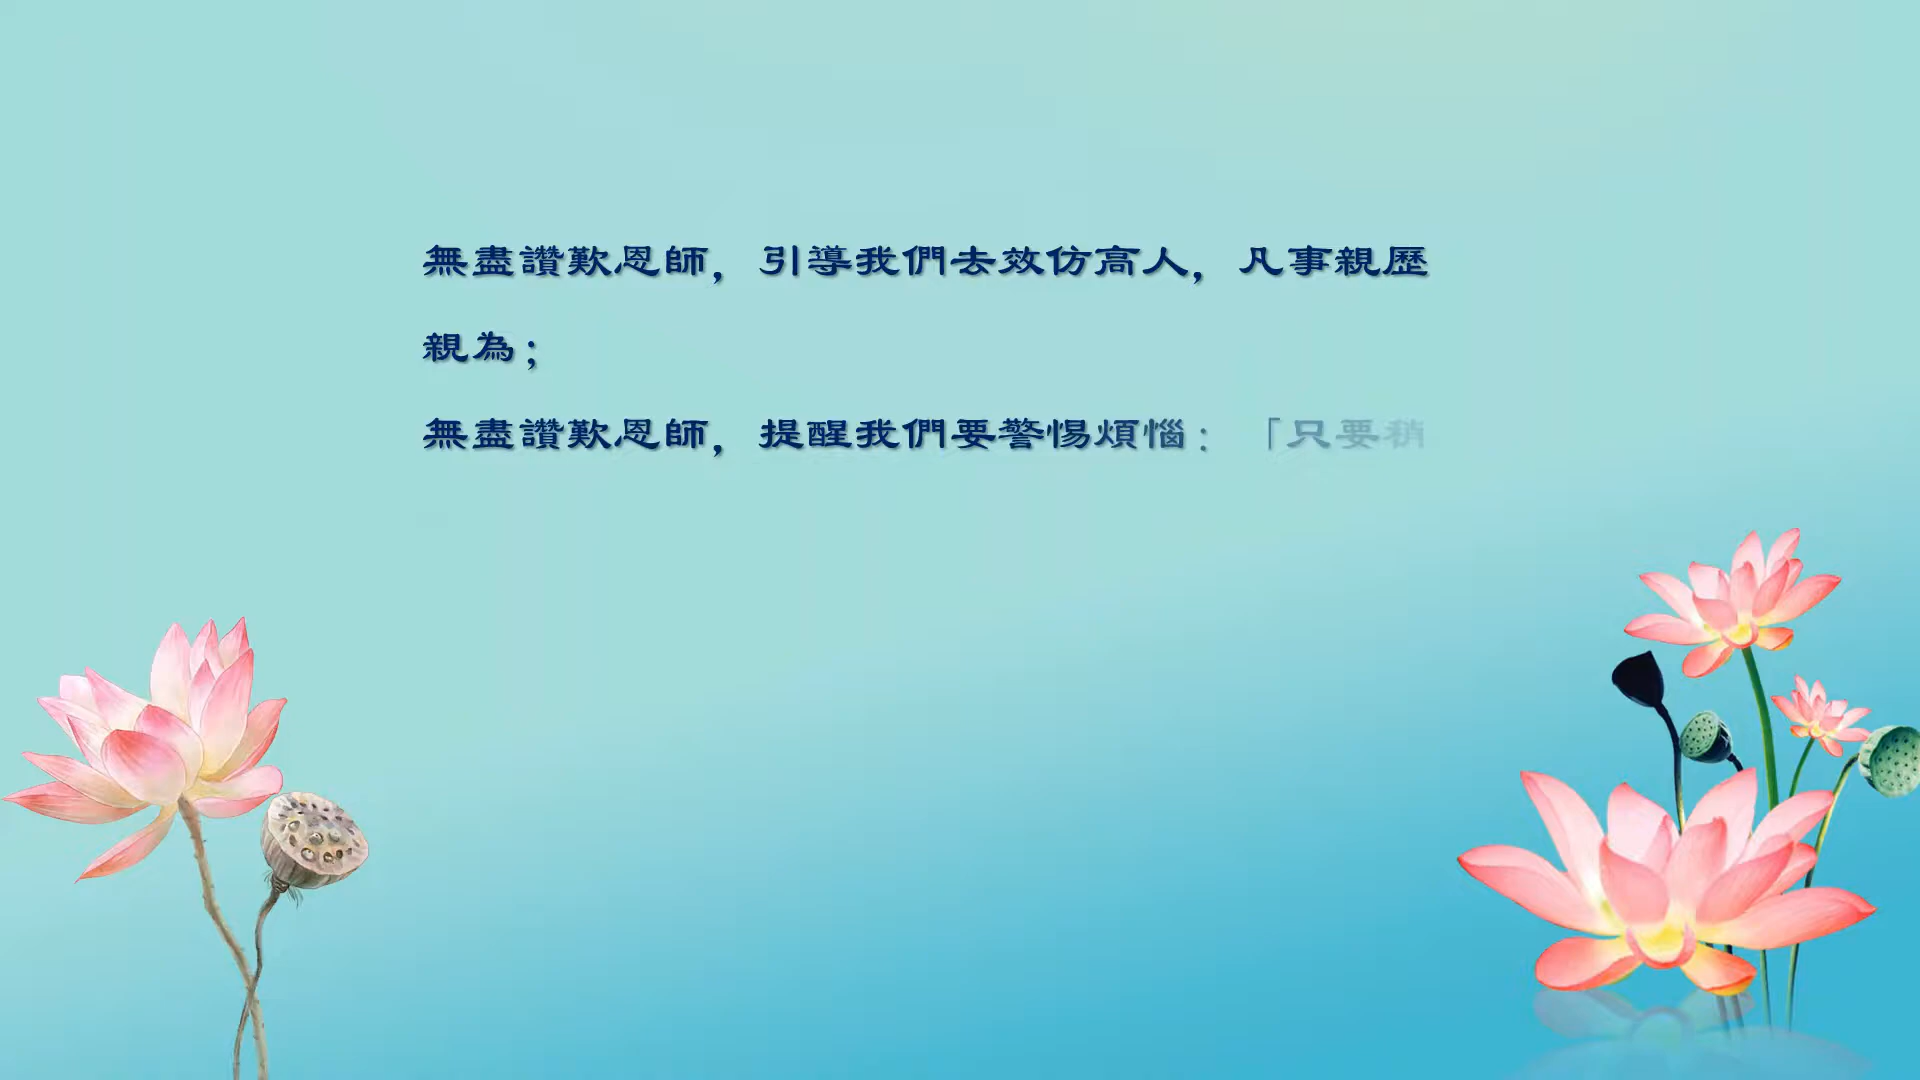 無盡讚歎恩師，引導我們去效仿高人，凡事親歷
親為；
無盡讚歎恩師，提醒我們要警惕煩惱：「只要稍